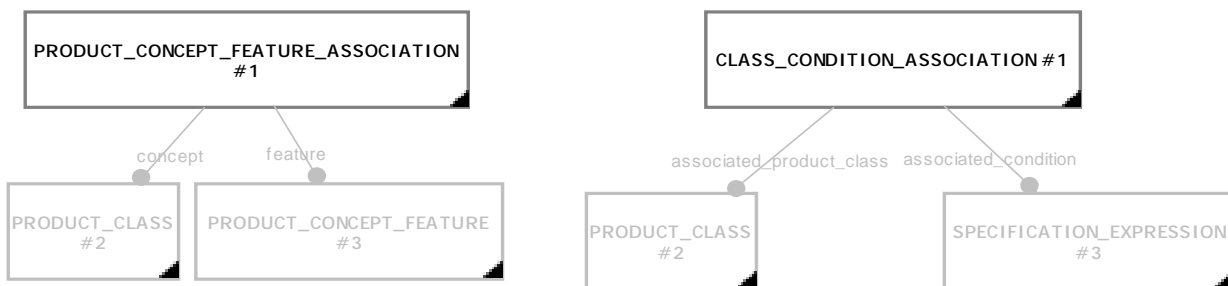 PRODUCT_CONCEPT_FEATURE_ASSOCIATION
#1
concept
feature
PRODUCT_CLASS
#2
PRODUCT_CONCEPT_FEATURE
#3
CLASS_CONDITION_ASSOCIATION #1
associated_product_class
associated_condition
PRODUCT_CLASS
#2
SPECIFICATION_EXPRESSION
#3